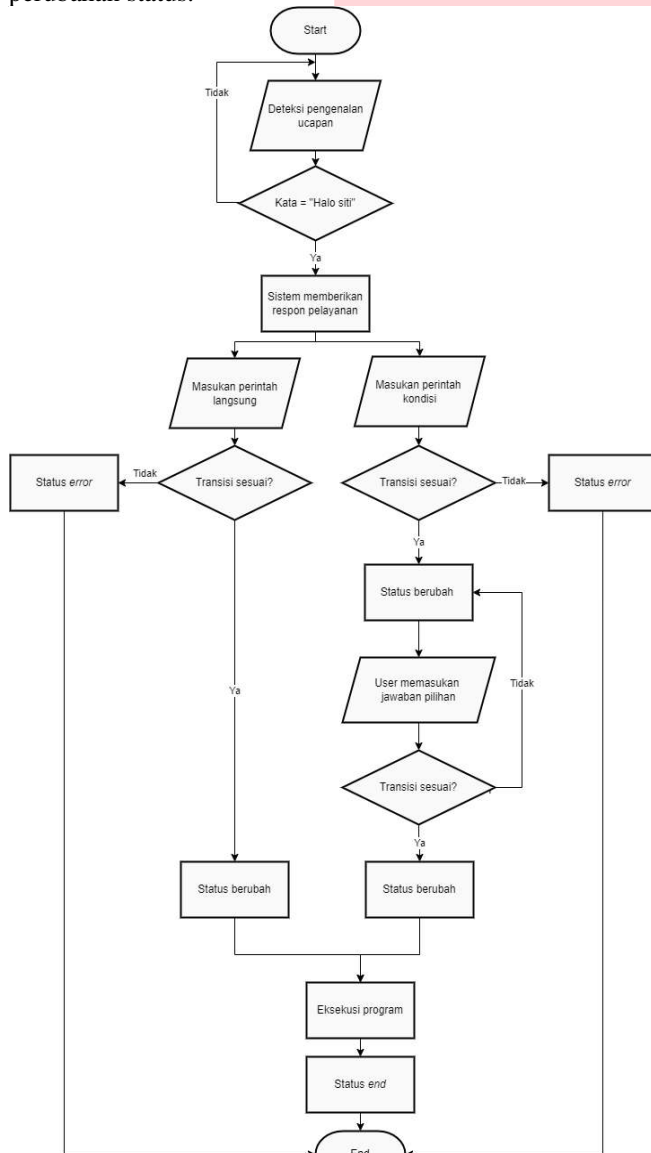 perubahan status.
Start
Tidak
Deteksi pengenalan
ucapan
Kata = "Halo siti"
Ya
Sistem memberikan
respon pelayanan
Masukan perintah
langsung
Masukan perintah
kondisi
Status error
Tidak
Transisi sesuai?
Transisi sesuai?
Tidak
Status error
Ya
Status berubah
Ya
User memasukan
jawaban pilihan
Tidak
Transisi sesuai?
Ya
Status berubah
Status berubah
Eksekusi program
Status end
End